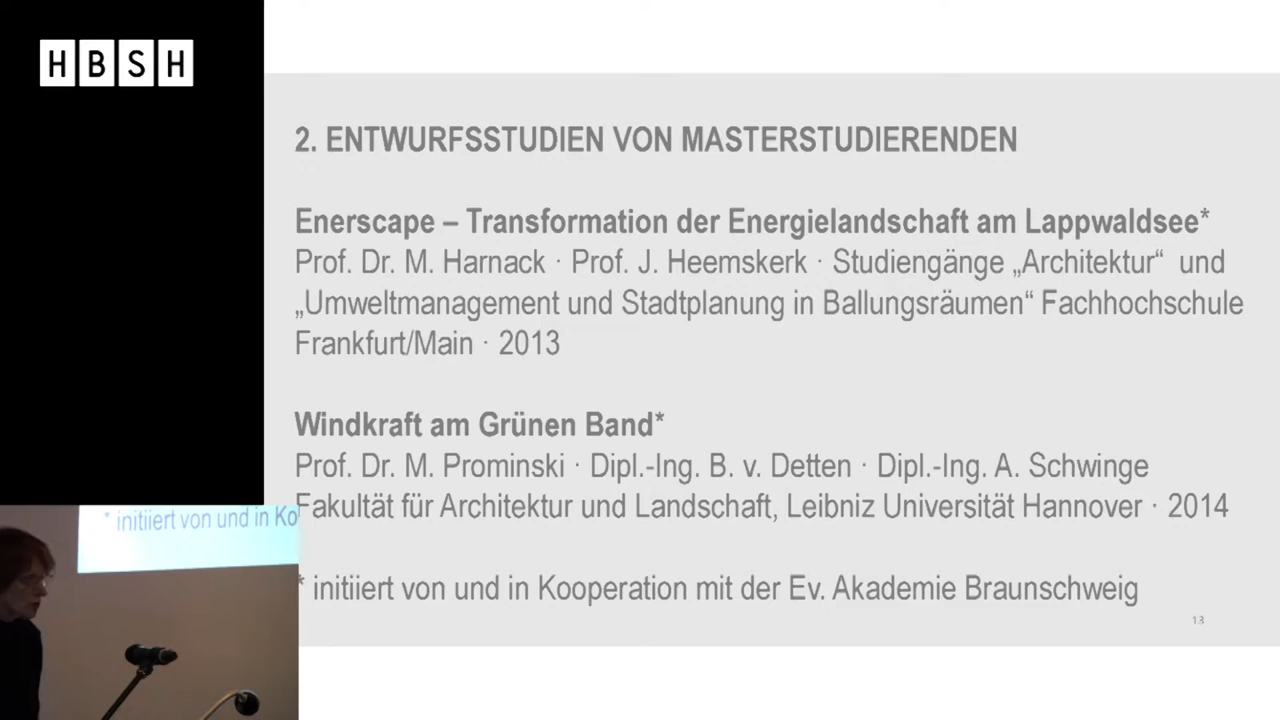 HBSH
2. ENTWURFSSTUDIEN VON MASTERSTUDIERENDEN
Enerscape – Transformation der Energielandschaft am Lappwaldsee*
Prof. Dr. M. Harnack · Prof. J. Heemskerk · Studiengänge „Architektur“ und
„Umweltmanagement und Stadtplanung in Ballungsräumen“ Fachhochschule
Frankfurt/Main · 2013
Windkraft am Grünen Band*
Prof. Dr. M. Prominski · Dipl.-Ing. B. v. Detten · Dipl.-Ing. A. Schwinge
Fakultät für Architektur und Landschaft, Leibniz Universität Hannover · 2014
* initiiert von und in Kooperation mit der Ev. Akademie Braunschweig
13
* initiiert von und in Ko